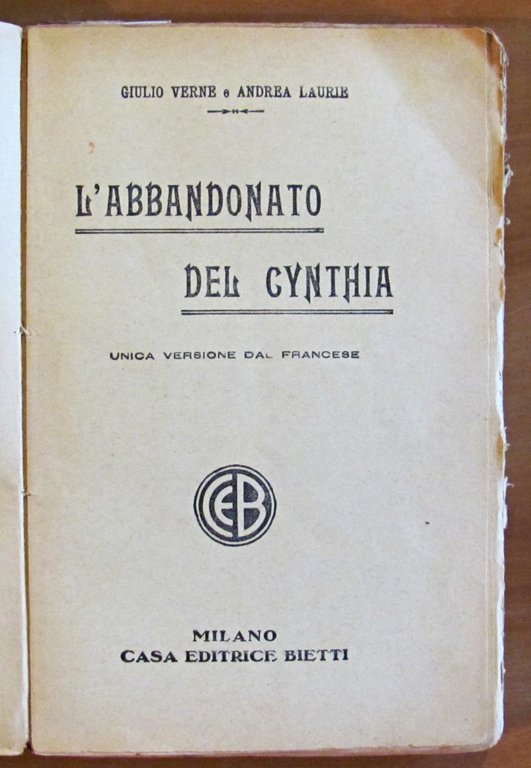 GIULIO VERNE e ANDREA LAURIE
L'ABBANDONATO
DEL CYNTHIA
UNICA VERSIONE DAL FRANCESE
CEB
MILANO
CASA EDITRICE BIETTI